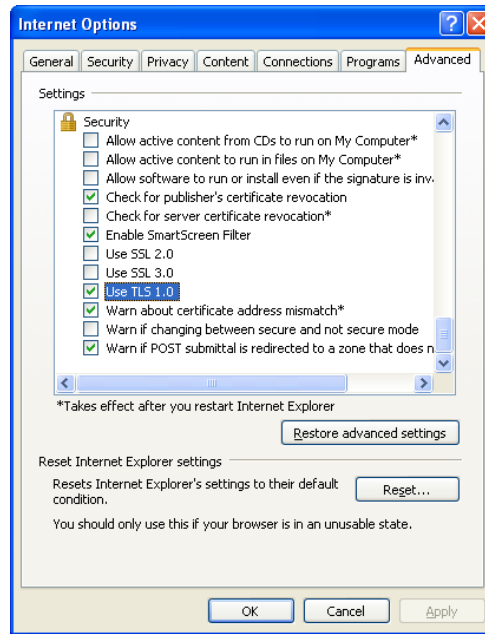 Internet Options
General Security Privacy Content Connections Programs Advanced
Settings
Security
Allow active content from CDs to run on My Computer*
Allow active content to run in files on My Computer*
Allow software to run or install even if the signature is inv
Check for publisher's certificate revocation
Check for server certificate revocation*
Enable SmartScreen Filter
Use SSL 2.0
Use SSL 3.0
Use TLS 1.0
Warn about certificate address mismatch*
Warn if changing between secure and not secure mode
Warn if POST submittal is redirected to a zone that does n
*Takes effect after you restart Internet Explorer
Restore advanced settings
Reset Internet Explorer settings
Resets Internet Explorer's settings to their default
condition.
Reset...
You should only use this if your browser is in an unusable state.
OK Cancel Apply